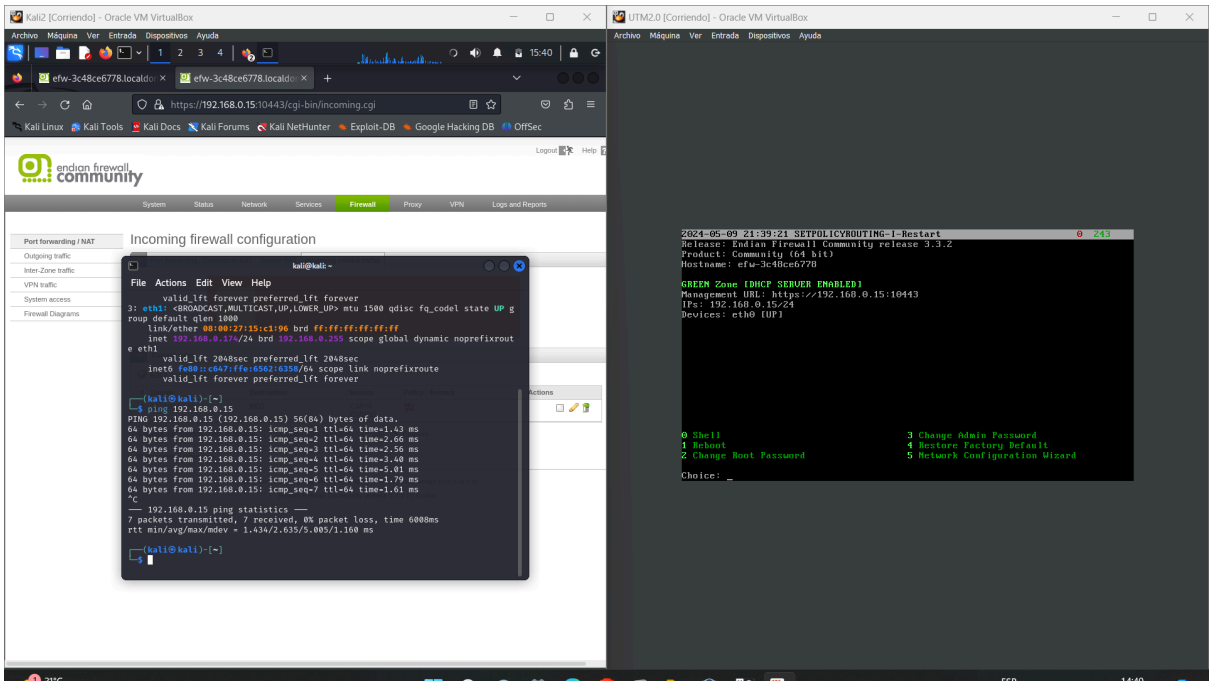 Kali2 [Corriendo] - Oracle VM VirtualBox
Archivo Máquina Ver Entrada Dispositivos Ayuda
1 2 3 4 15:40
efw-3c48ce6778.localdo efw-3c48ce6778.localdo
https://192.168.0.15:10443/cgi-bin/incoming.cgi
Kali Linux Kali Tools Kali Docs Kali Forums Kali NetHunter Exploit-DB Google Hacking DB OffSec
Logout Help
endian firewall
community
System Status Network Services Firewall Proxy VPN Logs and Reports
Port forwarding / NAT
Outgoing traffic
Inter-Zone traffic
VPN traffic
System access
Firewall Diagrams
Incoming firewall configuration
Actions
kali@kali: ~
File Actions Edit View Help
valid_lft forever preferred_lft forever
3: eth1: <BROADCAST,MULTICAST,UP,LOWER_UP> mtu 1500 qdisc fq_codel state UP g
roup default qlen 1000
link/ether 08:00:27:15:c1:96 brd ff:ff:ff:ff:ff:ff
inet 192.168.0.174/24 brd 192.168.0.255 scope global dynamic noprefixrout
e eth1
valid_lft 2048sec preferred_lft 2048sec
inet6 fe80::c647:ffe:6562:6358/64 scope link noprefixroute
valid_lft forever preferred_lft forever
(kali㉿kali)-[~]
$ ping 192.168.0.15
PING 192.168.0.15 (192.168.0.15) 56(84) bytes of data.
64 bytes from 192.168.0.15: icmp_seq=1 ttl=64 time=1.43 ms
64 bytes from 192.168.0.15: icmp_seq=2 ttl=64 time=2.66 ms
64 bytes from 192.168.0.15: icmp_seq=3 ttl=64 time=2.56 ms
64 bytes from 192.168.0.15: icmp_seq=4 ttl=64 time=3.40 ms
64 bytes from 192.168.0.15: icmp_seq=5 ttl=64 time=5.01 ms
64 bytes from 192.168.0.15: icmp_seq=6 ttl=64 time=1.79 ms
64 bytes from 192.168.0.15: icmp_seq=7 ttl=64 time=1.61 ms
^C
— 192.168.0.15 ping statistics —
7 packets transmitted, 7 received, 0% packet loss, time 6008ms
rtt min/avg/max/mdev = 1.434/2.635/5.005/1.160 ms
(kali㉿kali)-[~]
$
UTM2.0 [Corriendo] - Oracle VM VirtualBox
Archivo Máquina Ver Entrada Dispositivos Ayuda
2024-05-09 21:39:21 SETPOLICYROUTING-I-Restart 0 243
Release: Endian Firewall Community release 3.3.2
Product: Community (64 bit)
Hostname: efw-3c48ce6778
GREEN Zone [DHCP SERVER ENABLED]
Management URL: https://192.168.0.15:10443
IPs: 192.168.0.15/24
Devices: eth0 [UP]
0 Shell 3 Change Admin Password
1 Reboot 4 Restore Factory Default
2 Change Root Password 5 Network Configuration Wizard
Choice: _